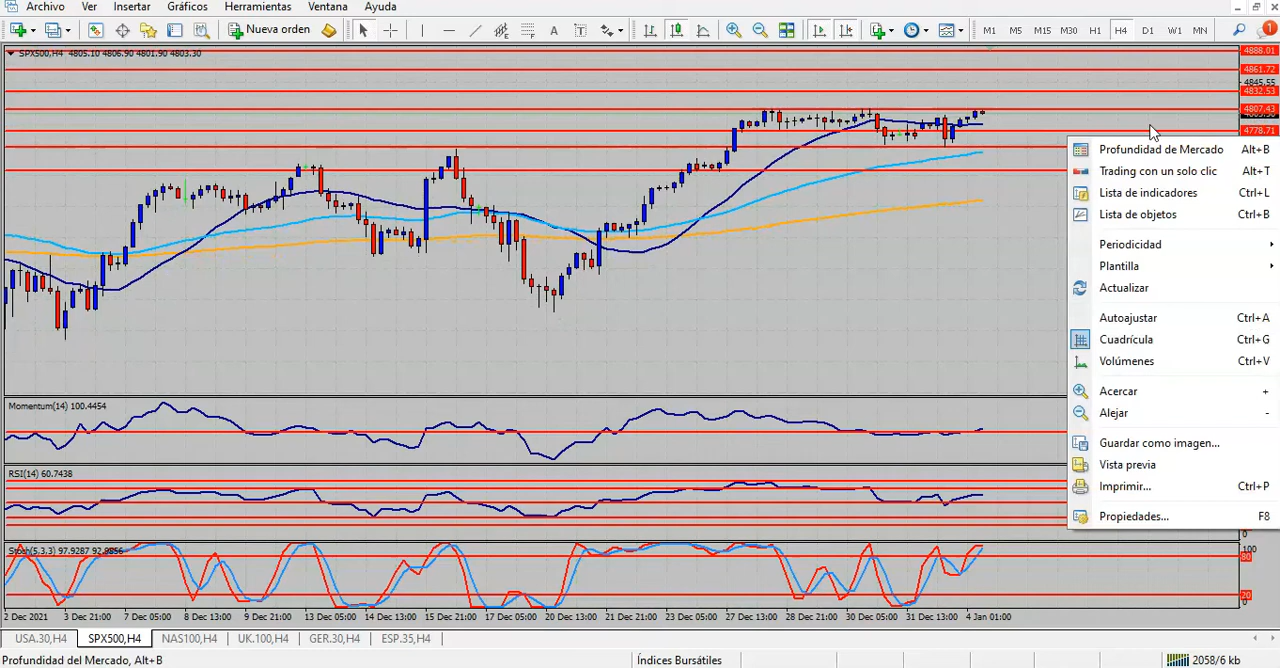 Archivo Ver Insertar Gráficos Herramientas Ventana Ayuda
Nueva orden A T M1 M5 M15 M30 H1 H4 D1 W1 MN 1
SPX500,H4 4805.10 4806.90 4801.90 4803.30
4888.01
4861.72
4845.55
4832.53
4807.43
4778.71
Profundidad de Mercado Alt+B
Trading con un solo clic Alt+T
Lista de indicadores Ctrl+L
Lista de objetos Ctrl+B
Periodicidad
Plantilla
Actualizar
Autoajustar Ctrl+A
Cuadrícula Ctrl+G
Volúmenes Ctrl+V
Acercar +
Alejar -
Guardar como imagen...
Vista previa
Imprimir... Ctrl+P
Propiedades... F8
Momentum(14) 100.4454
RSI(14) 60.7438
0
Stoch(5,3,3) 97.9287 92.9856
100
80
20
0
2 Dec 2021 3 Dec 21:00 7 Dec 05:00 8 Dec 13:00 9 Dec 21:00 13 Dec 05:00 14 Dec 13:00 15 Dec 21:00 17 Dec 05:00 20 Dec 13:00 21 Dec 21:00 23 Dec 05:00 27 Dec 13:00 28 Dec 21:00 30 Dec 05:00 31 Dec 13:00 4 Jan 01:00
USA.30,H4 SPX500,H4 NAS100,H4 UK.100,H4 GER.30,H4 ESP.35,H4
Profundidad del Mercado, Alt+B Índices Bursátiles 2058/6 kb